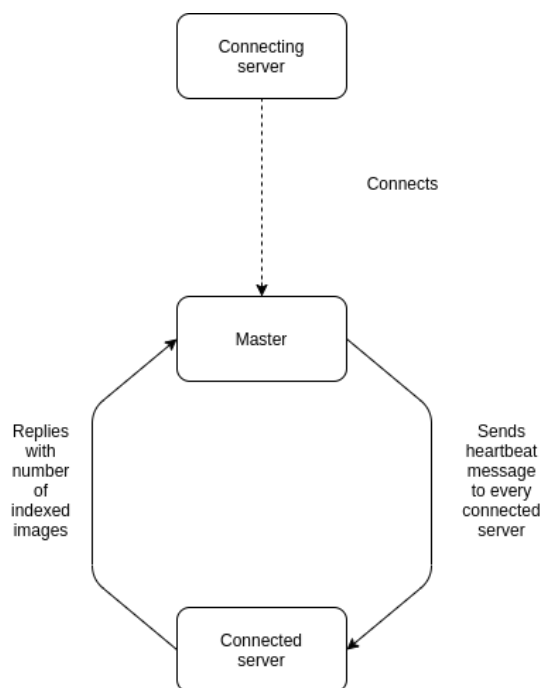 Connecting
server
Connects
Master
Replies
with
number
of
indexed
images
Sends
heartbeat
message
to every
connected
server
Connected
server